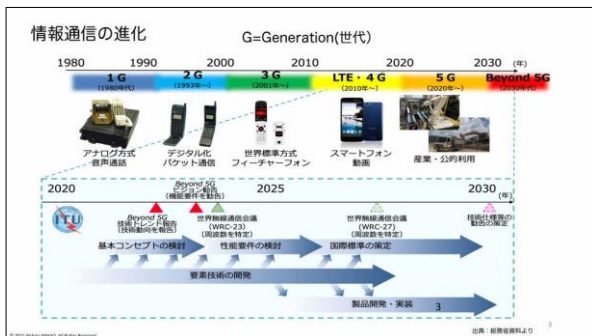 情報通信の進化
G=Generation(世代)
1980 1990 2000 2010 2020 2030 (年)
1G 2G 3G LTE・4G 5G Beyond 5G
(1980年代) (1993年~) (2001年~) (2010年~) (2020年~) (2030年代)
アナログ方式
音声通話
デジタル化
パケット通信
世界標準方式
フィーチャーフォン
スマートフォン
動画
産業・公的利用
2020 2025 2030 (年)
Beyond 5G
ビジョン勧告
(機能要件を勧告)
ITU
Beyond 5G
技術トレンド報告
(技術動向を報告)
世界無線通信会議
(WRC-23)
(周波数を特定)
世界無線通信会議
(WRC-27)
(周波数を特定)
技術仕様等の
勧告の策定
基本コンセプトの検討
性能要件の検討
国際標準の策定
要素技術の開発
製品開発・実装 3
3
出典:総務省資料より